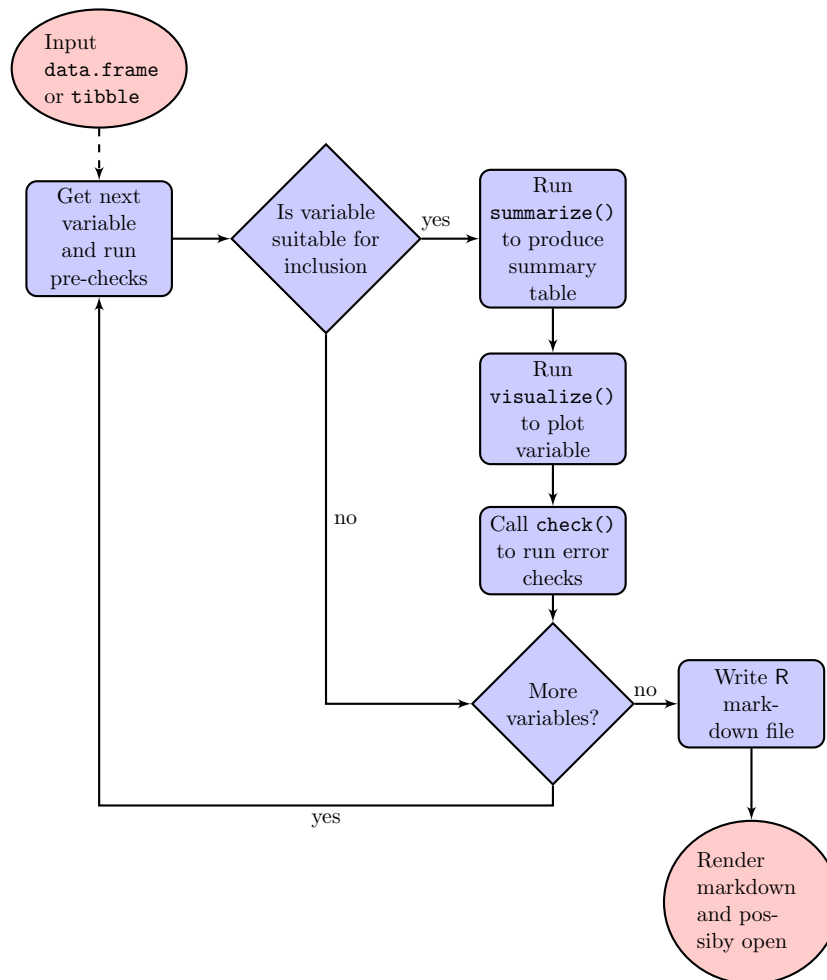 Input
data.frame
or tibble
Get next
variable
and run
pre-checks
Is variable
suitable for
inclusion
yes
Run
summarize()
to produce
summary
table
Run
visualize()
to plot
variable
no
Call check()
to run error
checks
More
variables?
no
Write R
mark-
down file
yes
Render
markdown
and pos-
siby open